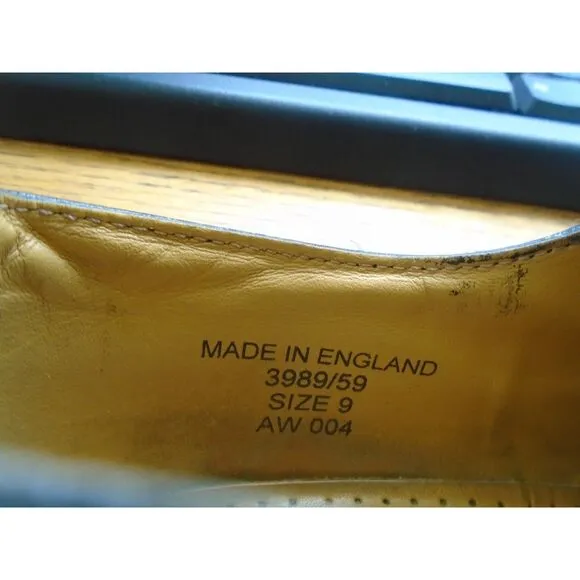 MADE IN ENGLAND
3989/59
SIZE 9
AW 004